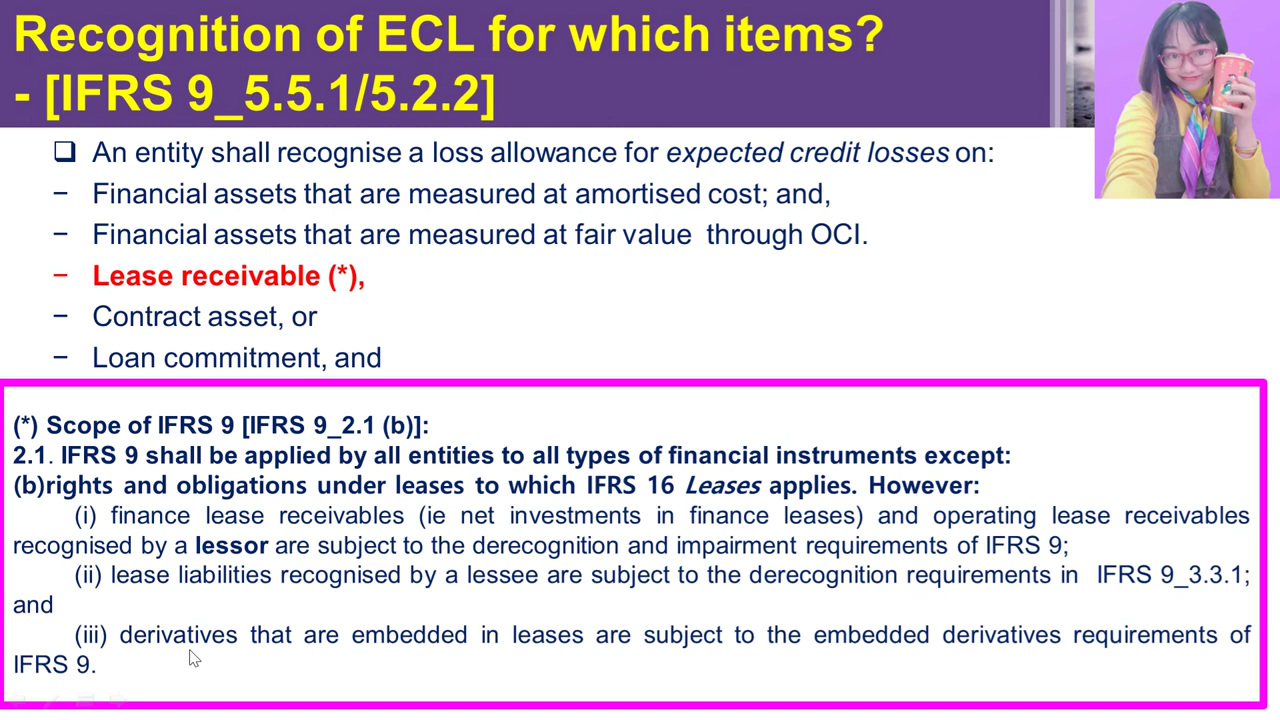 Recognition of ECL for which items?
- [IFRS 9_5.5.1/5.2.2]
An entity shall recognise a loss allowance for expected credit losses on:
− Financial assets that are measured at amortised cost; and,
− Financial assets that are measured at fair value through OCI.
− Lease receivable (*),
− Contract asset, or
− Loan commitment, and
(*) Scope of IFRS 9 [IFRS 9_2.1 (b)]:
2.1. IFRS 9 shall be applied by all entities to all types of financial instruments except:
(b)rights and obligations under leases to which IFRS 16 Leases applies. However:
(i) finance lease receivables (ie net investments in finance leases) and operating lease receivables
recognised by a lessor are subject to the derecognition and impairment requirements of IFRS 9;
(ii) lease liabilities recognised by a lessee are subject to the derecognition requirements in IFRS 9_3.3.1;
and
(iii) derivatives that are embedded in leases are subject to the embedded derivatives requirements of
IFRS 9.